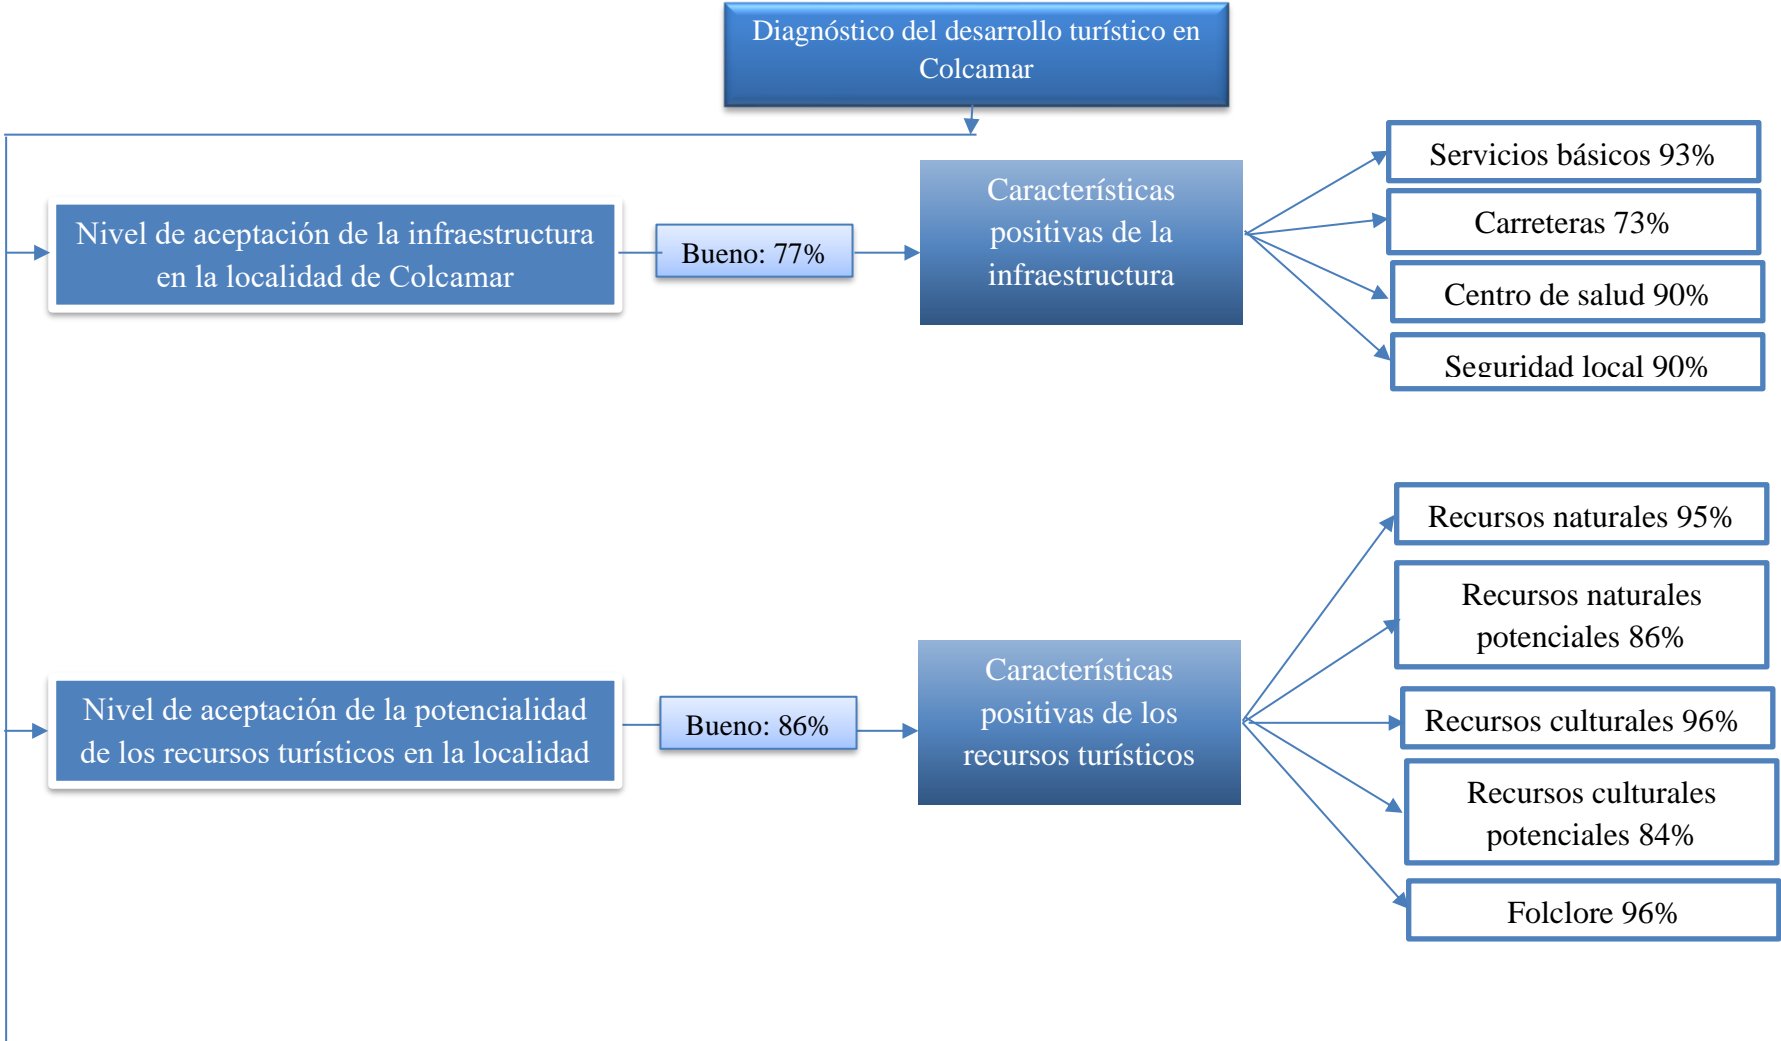 Diagnóstico del desarrollo turístico en
Colcamar
Nivel de aceptación de la infraestructura
en la localidad de Colcamar
Bueno: 77%
Característícas
positivas de la
infraestructura
Servicios básicos 93%
Carreteras 73%
Centro de salud 90%
Seguridad local 90%
Nivel de aceptación de la potencialidad
de los recursos turísticos en la localidad
Bueno: 86%
Característícas
positivas de los
recursos turísticos
Recursos naturales 95%
Recursos naturales
potenciales 86%
Recursos culturales 96%
Recursos culturales
potenciales 84%
Folclore 96%